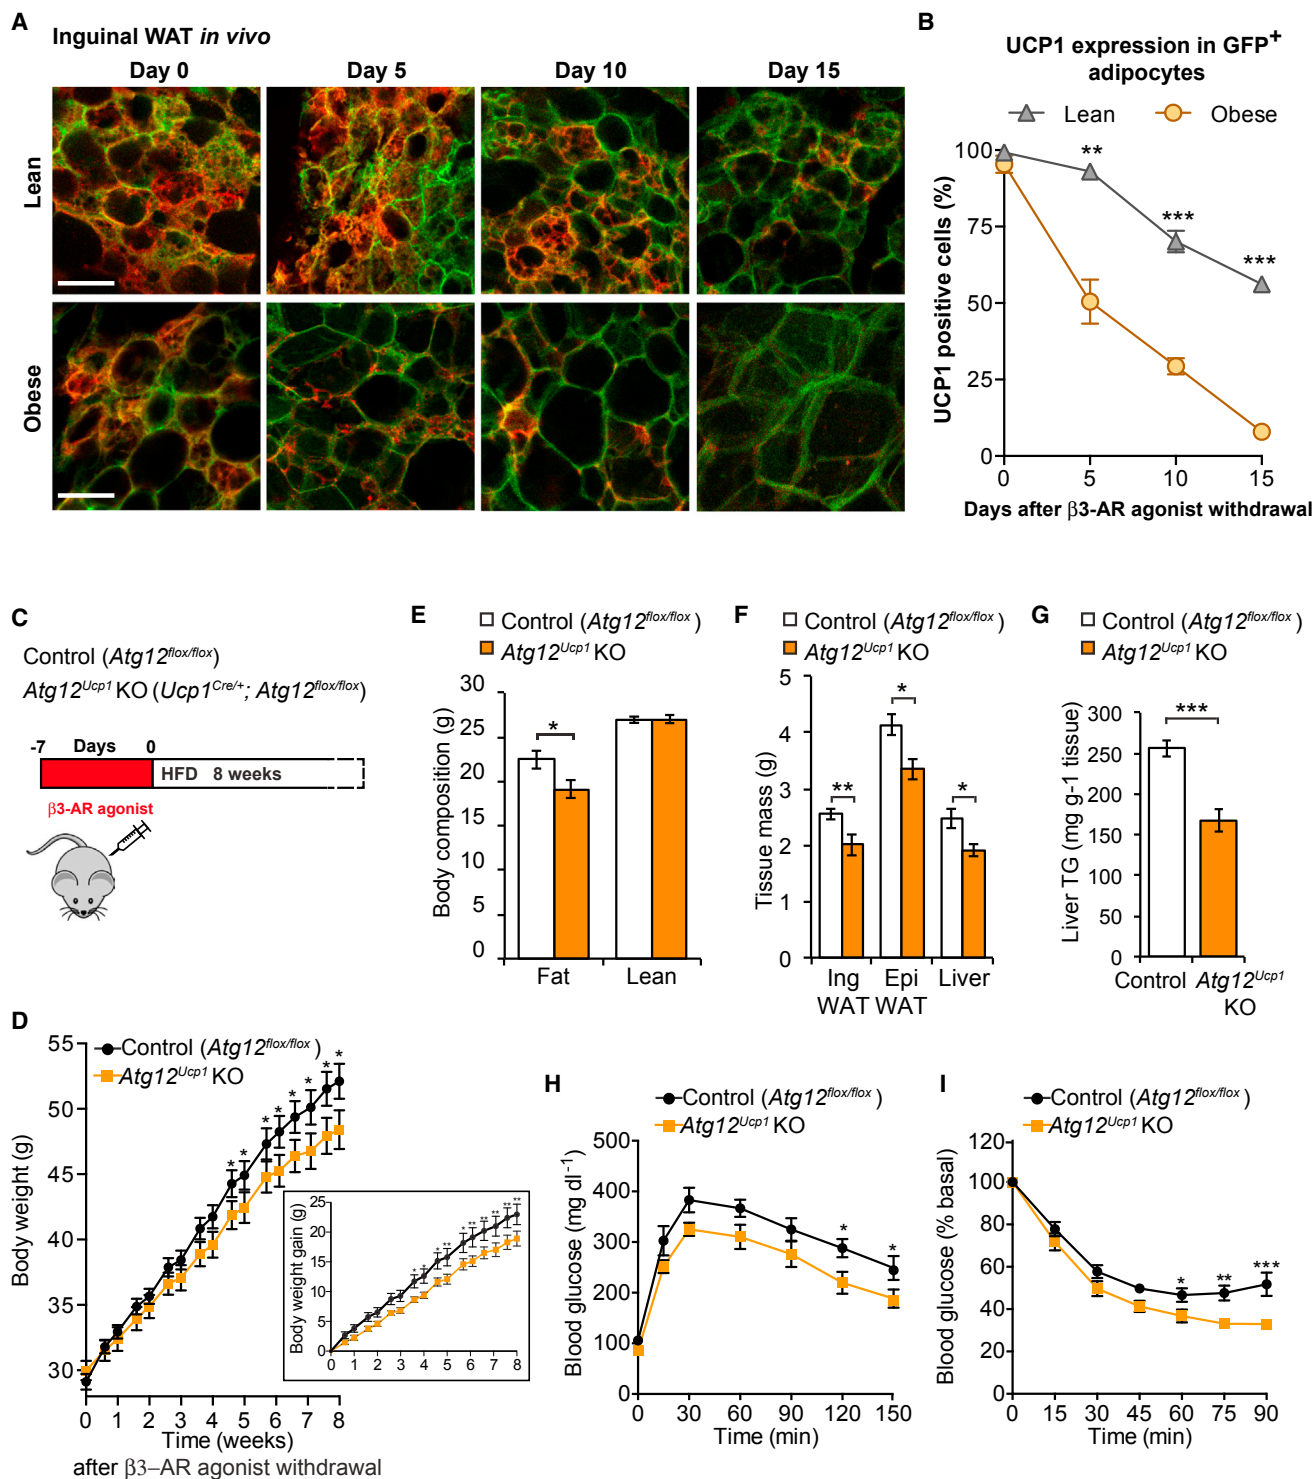 A
Inguinal WAT in vivo
Day 0 Day 5 Day 10 Day 15
Lean
Obese
B
UCP1 expression in GFP+
adipocytes
Lean Obese
UCP1 positive cells (%)
100
75
50
25
0
** *** ***
0 5 10 15
Days after β3-AR agonist withdrawal
C
Control (Atg12flox/flox)
Atg12Ucp1 KO (Ucp1Cre/+; Atg12flox/flox)
-7 Days 0
HFD 8 weeks
β3-AR agonist
D
Control (Atg12flox/flox)
Atg12Ucp1 KO
Body weight (g)
55
50
45
40
35
30
* * * * * * * *
0 1 2 3 4 5 6 7 8
Time (weeks)
after β3–AR agonist withdrawal
Body weight gain (g)
25
20
15
10
5
0
* * * ** * ** ** ** ** **
0 1 2 3 4 5 6 7 8
E
Control (Atg12flox/flox)
Atg12Ucp1 KO
Body composition (g)
30
25
20
15
10
5
0
*
Fat Lean
F
Control (Atg12flox/flox)
Atg12Ucp1 KO
Tissue mass (g)
5
4
3
2
1
0
** * *
Ing Epi Liver
WAT WAT
G
Control (Atg12flox/flox)
Atg12Ucp1 KO
Liver TG (mg g-1 tissue)
300
250
200
150
100
50
0
***
Control Atg12Ucp1
KO
H
Control (Atg12flox/flox)
Atg12Ucp1 KO
Blood glucose (mg dl-1)
500
400
300
200
100
0
* *
0 30 60 90 120 150
Time (min)
I
Control (Atg12flox/flox)
Atg12Ucp1 KO
Blood glucose (% basal)
120
100
80
60
40
20
0
* ** ***
0 15 30 45 60 75 90
Time (min)